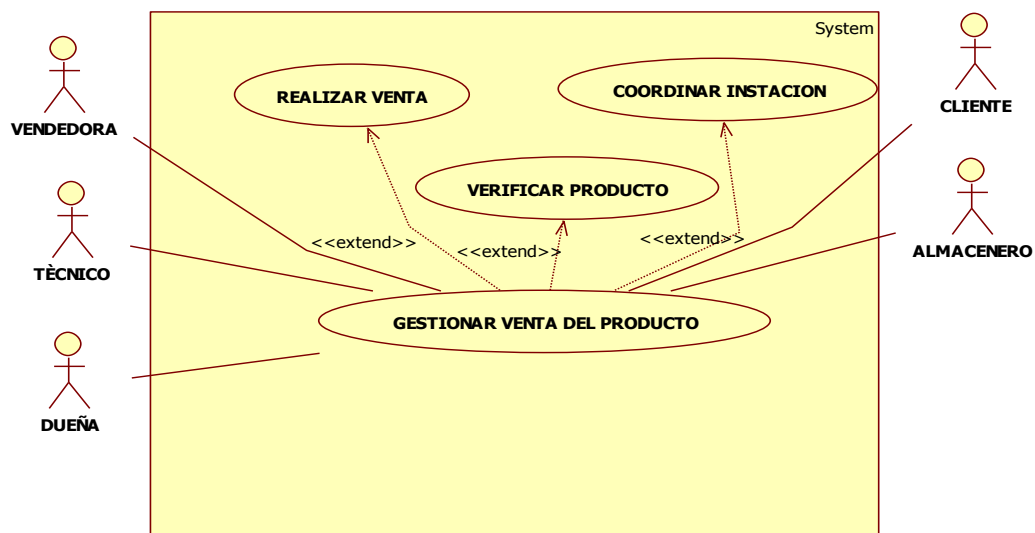 System
REALIZAR VENTA
COORDINAR INSTACION
VENDEDORA
CLIENTE
VERIFICAR PRODUCTO
<<extend>>
<<extend>>
<<extend>>
TÈCNICO
ALMACENERO
GESTIONAR VENTA DEL PRODUCTO
DUEÑA